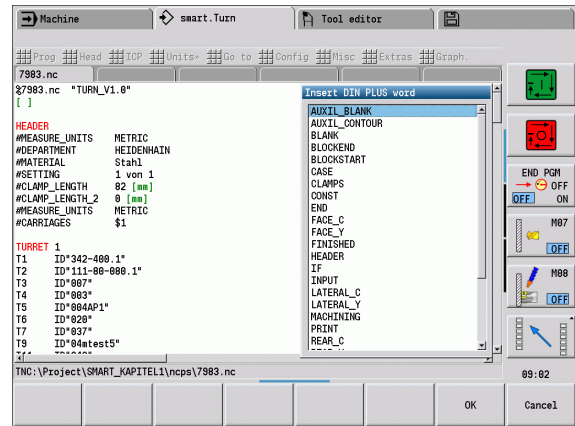 Machine
smart.Turn
Tool editor
Prog Head ICP Units» Go to Config Misc Extras Graph.
7983.nc
%7983.nc "TURN_V1.0"
[ ]
HEADER
#MEASURE_UNITS METRIC
#DEPARTMENT HEIDENHAIN
#MATERIAL Stahl
#SETTING 1 von 1
#CLAMP_LENGTH 82 [mm]
#CLAMP_LENGTH_2 0 [mm]
#MEASURE_UNITS METRIC
#CARRIAGES $1
TURRET 1
T1 ID"342-400.1"
T2 ID"111-80-080.1"
T3 ID"007"
T4 ID"003"
T5 ID"004AP1"
T6 ID"020"
T7 ID"037"
T9 ID"04mtest5"
Insert DIN PLUS word
AUXIL_BLANK
AUXIL_CONTOUR
BLANK
BLOCKEND
BLOCKSTART
CASE
CLAMPS
CONST
END
FACE_C
FACE_Y
FINISHED
HEADER
IF
INPUT
LATERAL_C
LATERAL_Y
MACHINING
PRINT
REAR_C
END PGM
OFF
OFF ON
M07
OFF
M08
OFF
TNC:\Project\SMART_KAPITEL1\ncps\7983.nc
09:02
OK
Cancel